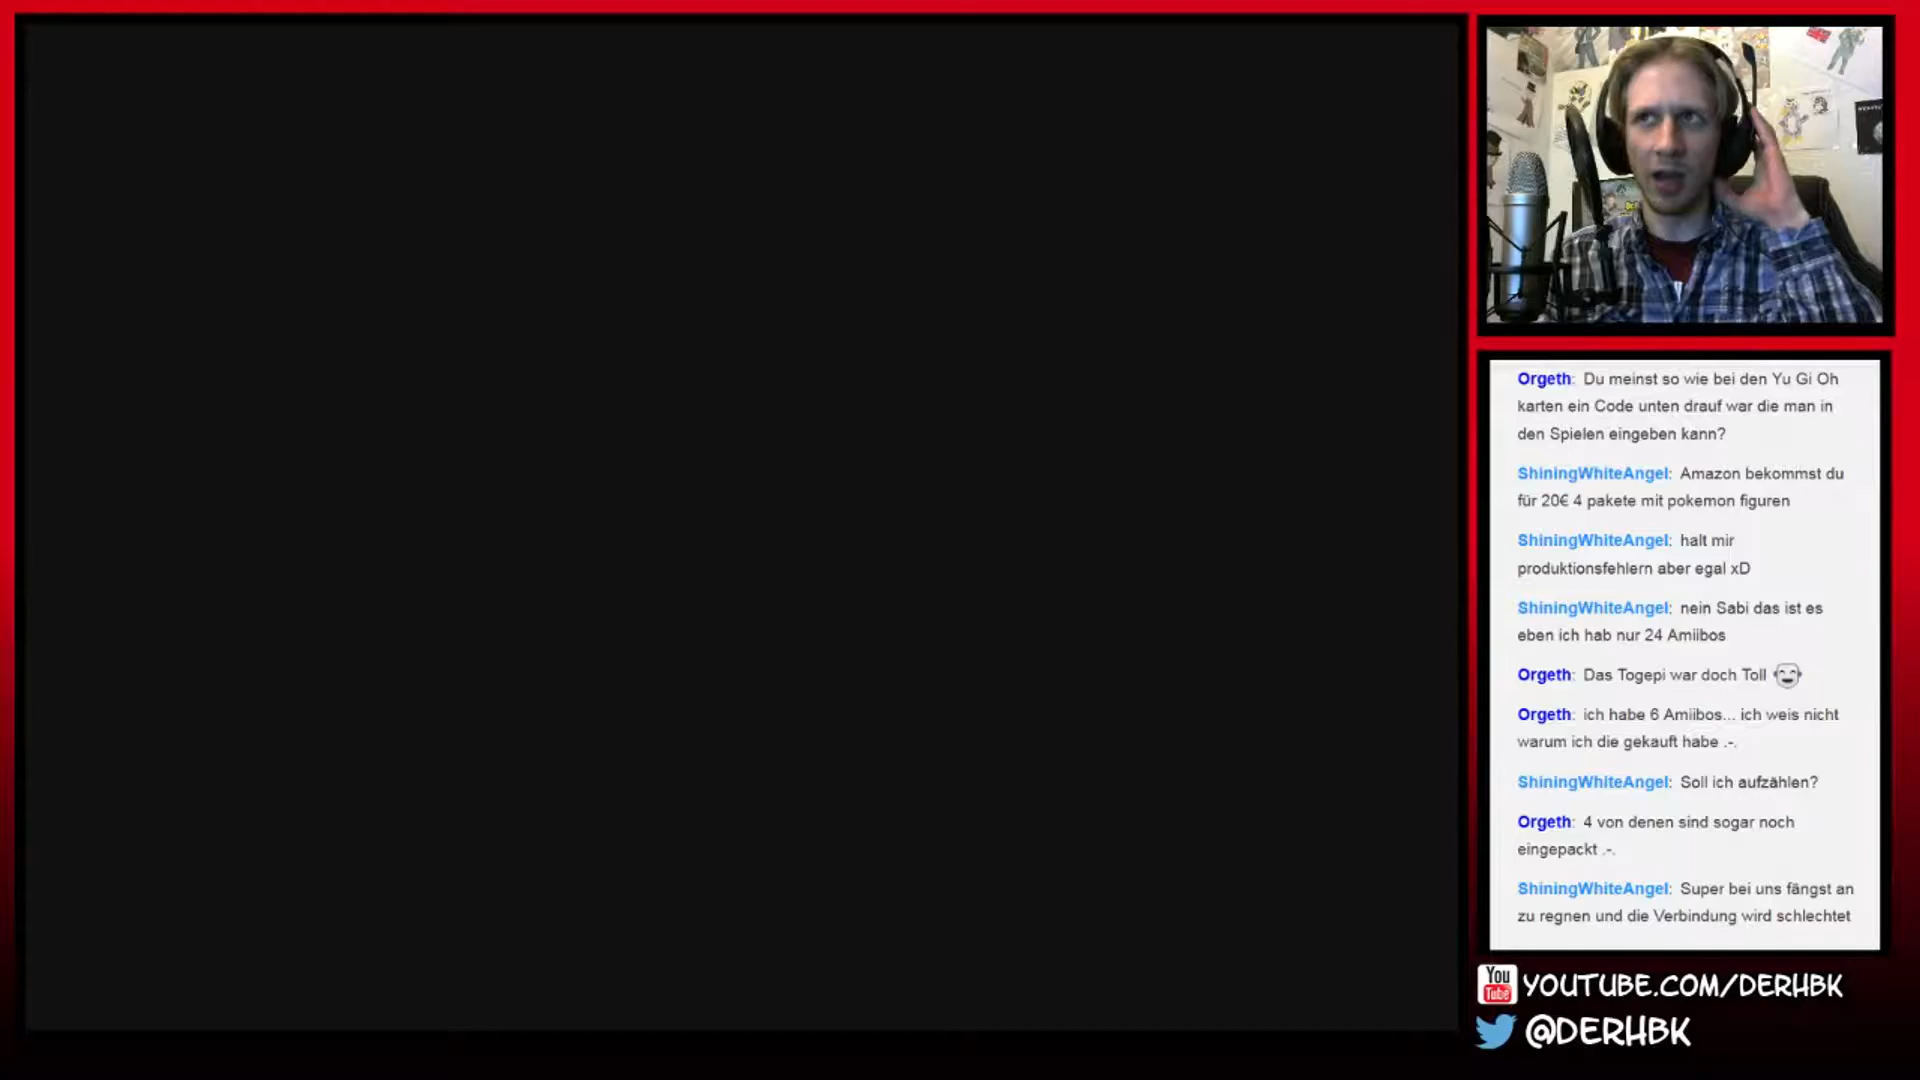 Orgeth: Du meinst so wie bei den Yu Gi Oh
karten ein Code unten drauf war die man in
den Spielen eingeben kann?
ShiningWhiteAngel: Amazon bekommst du
für 20€ 4 pakete mit pokemon figuren
ShiningWhiteAngel: halt mir
produktionsfehlern aber egal xD
ShiningWhiteAngel: nein Sabi das ist es
eben ich hab nur 24 Amiibos
Orgeth: Das Togepi war doch Toll
Orgeth: ich habe 6 Amiibos... ich weis nicht
warum ich die gekauft habe .-.
ShiningWhiteAngel: Soll ich aufzählen?
Orgeth: 4 von denen sind sogar noch
eingepackt .-.
ShiningWhiteAngel: Super bei uns fängst an
zu regnen und die Verbindung wird schlechtet
You
Tube
YOUTUBE.COM/DERHBK
@DERHBK